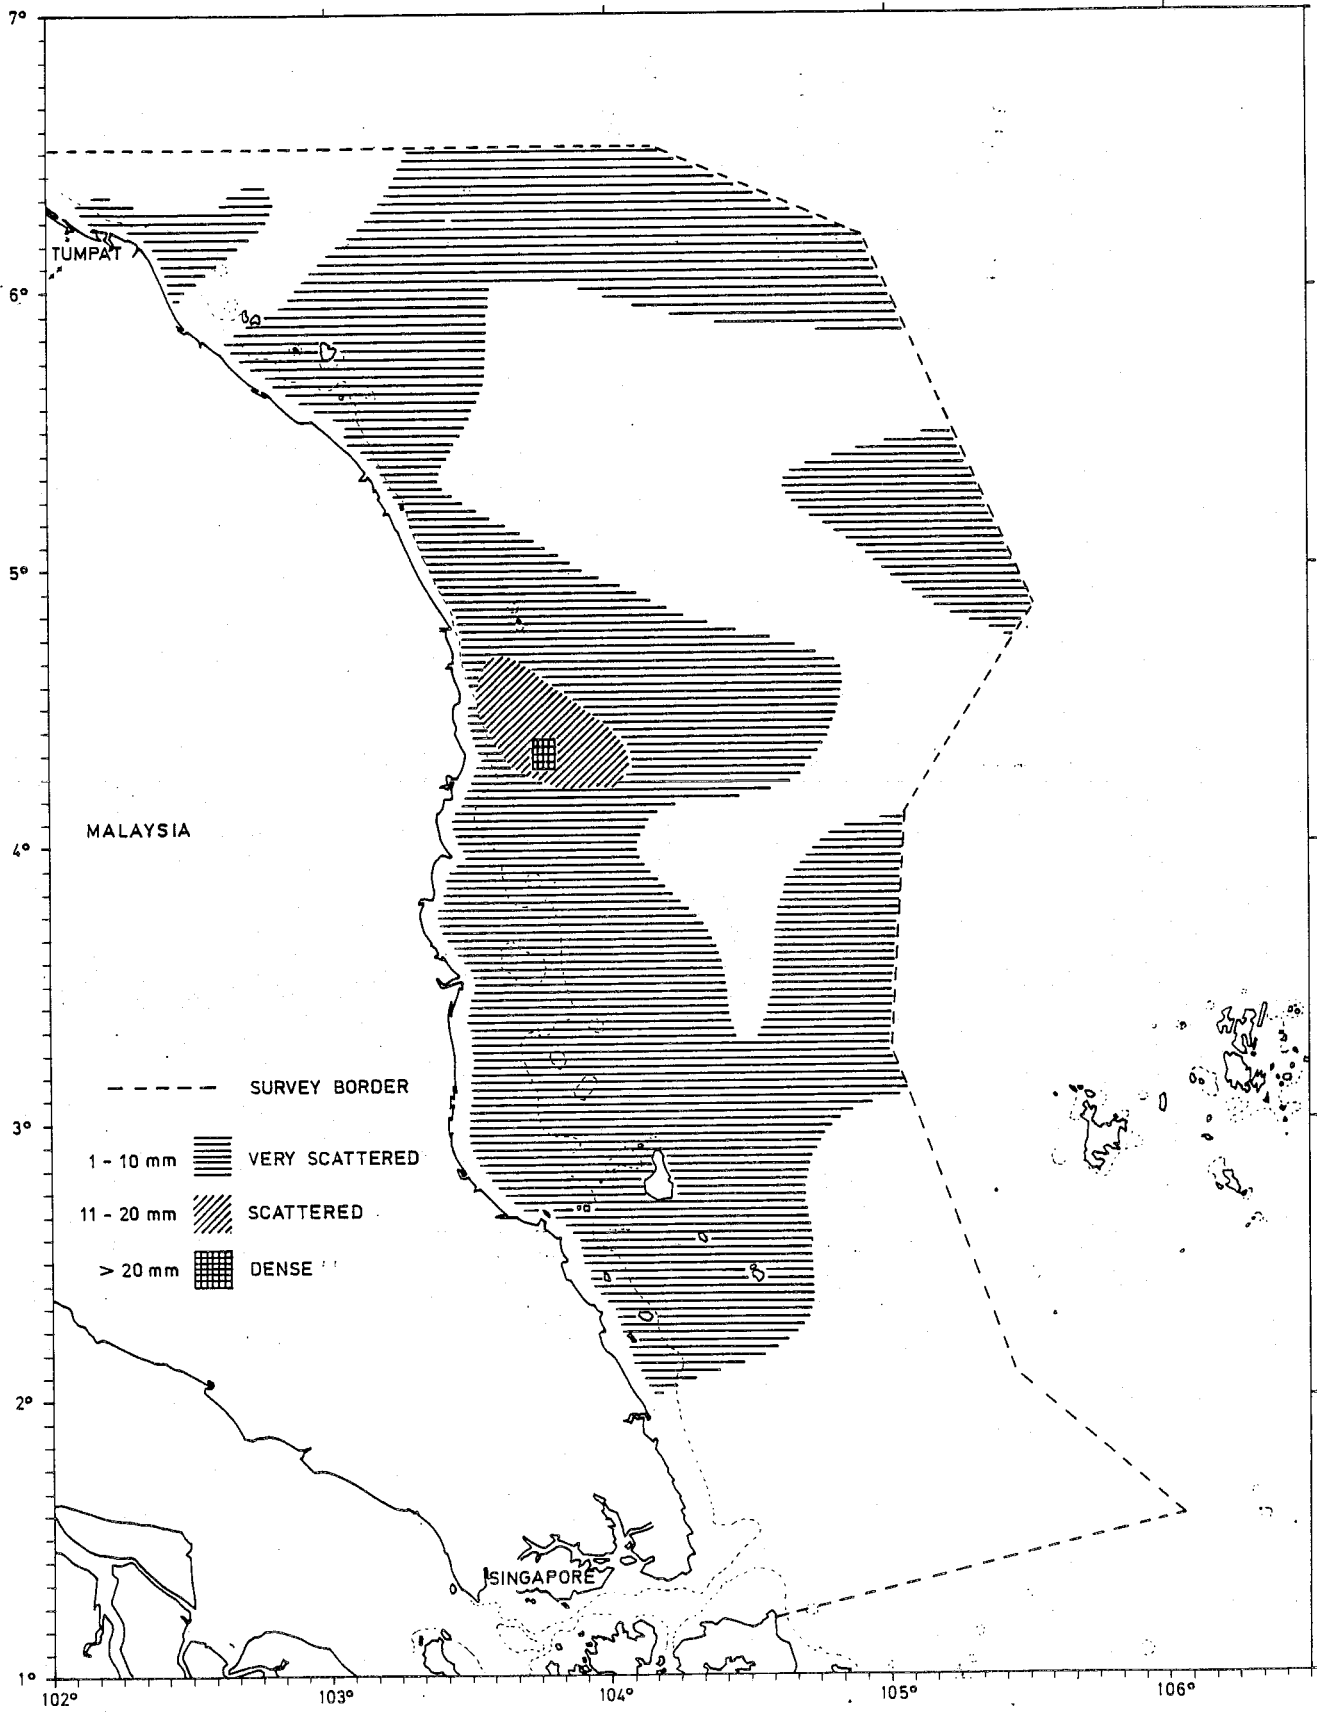 7°
TUMPAT
6°
5°
MALAYSIA
4°
SURVEY BORDER
3°
1 - 10 mm VERY SCATTERED
11 - 20 mm SCATTERED
> 20 mm DENSE
2°
SINGAPORE
1°
102° 103° 104° 105° 106°